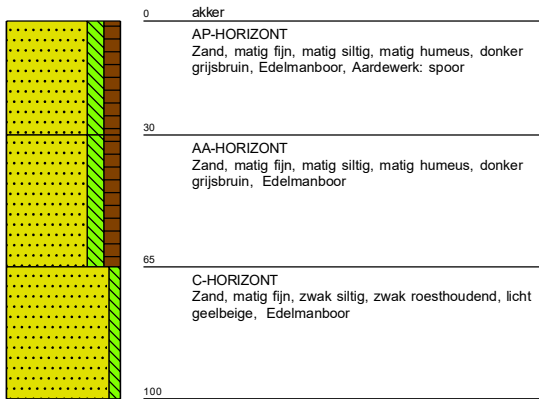 0 akker
AP-HORIZONT
Zand, matig fijn, matig siltig, matig humeus, donker
grijsbruin, Edelmanboor, Aardewerk: spoor
30
AA-HORIZONT
Zand, matig fijn, matig siltig, matig humeus, donker
grijsbruin, Edelmanboor
65
C-HORIZONT
Zand, matig fijn, zwak siltig, zwak roesthoudend, licht
geelbeige, Edelmanboor
100